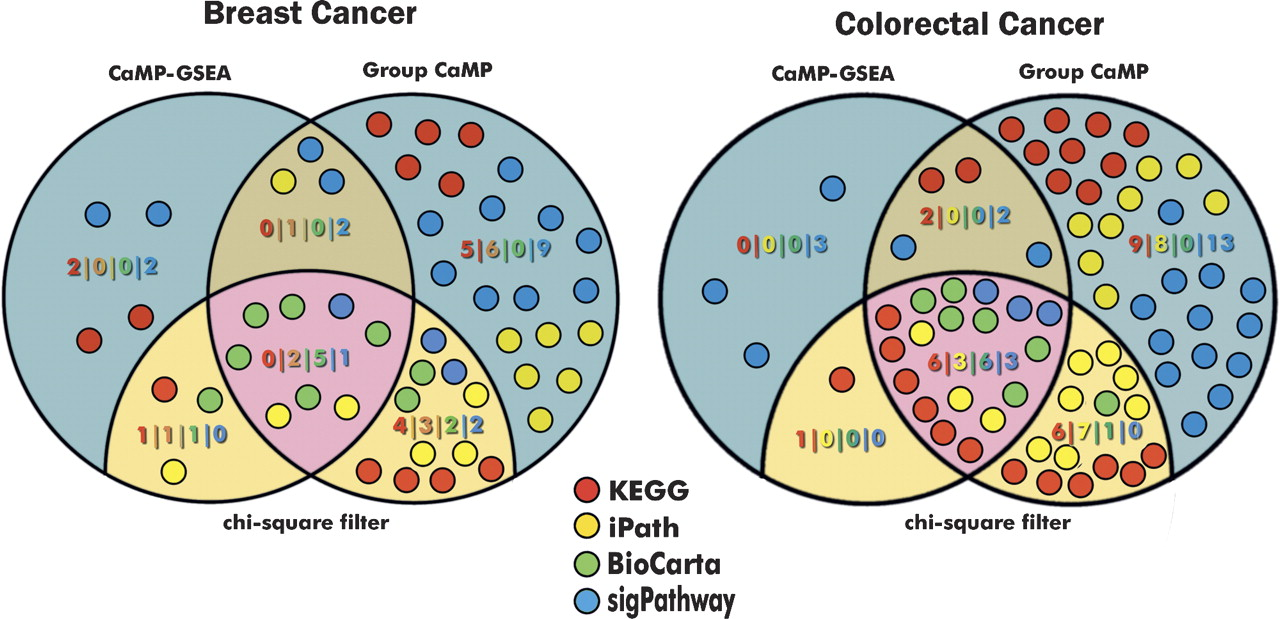 Breast Cancer
Colorectal Cancer
CaMP-GSEA
Group CaMP
CaMP-GSEA
Group CaMP
0|1|0|2
2|0|0|2
5|6|0|9
2|0|0|2
0|0|0|3
9|8|0|13
0|2|5|1
6|3|6|3
1|1|1|0
4|3|2|2
1|0|0|0
6|7|1|0
chi-square filter
chi-square filter
KEGG
iPath
BioCarta
sigPathway